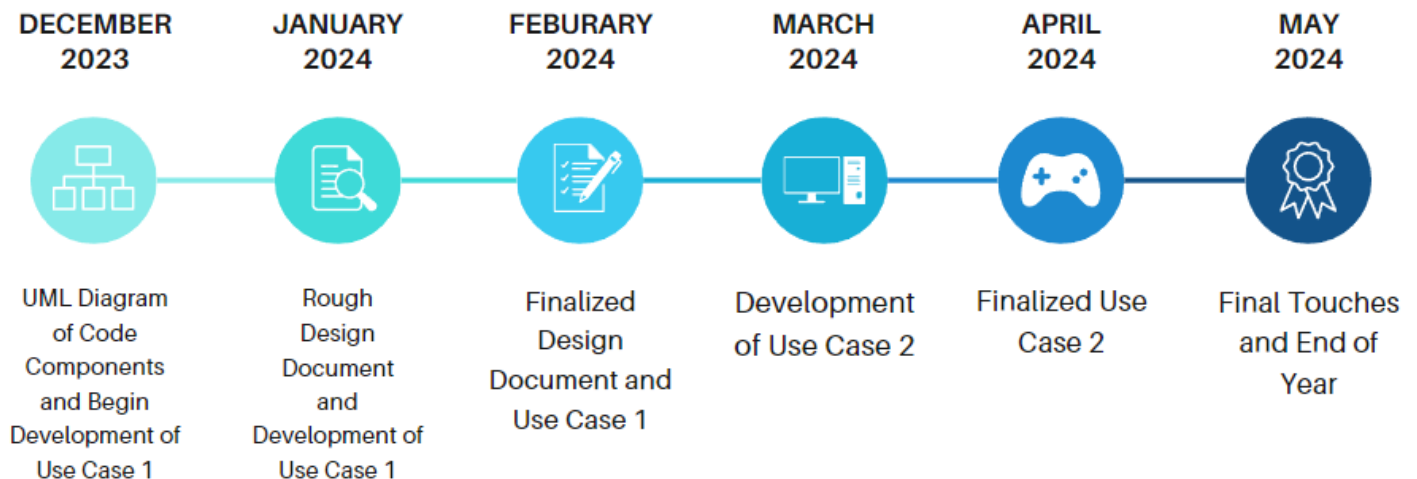 DECEMBER
2023
JANUARY
2024
FEBURARY
2024
MARCH
2024
APRIL
2024
MAY
2024
UML Diagram
of Code
Components
and Begin
Development of
Use Case 1
Rough
Design
Document
and
Development of
Use Case 1
Finalized
Design
Document and
Use Case 1
Development
of Use Case 2
Finalized Use
Case 2
Final Touches
and End of
Year